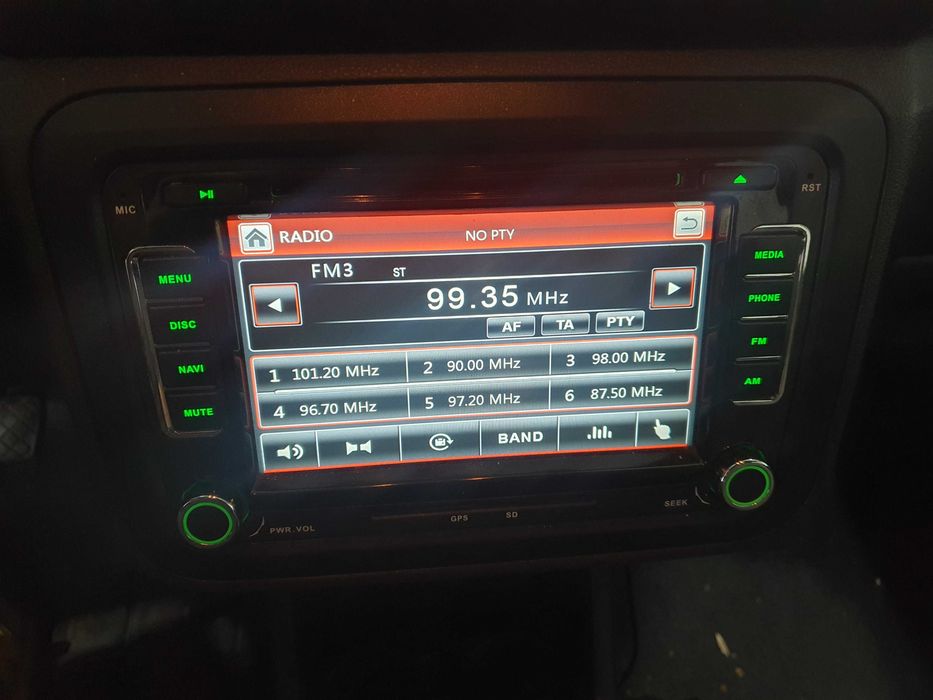 MIC
RST
MENU
DISC
NAVI
MUTE
RADIO NO PTY
FM3 ST
99.35 MHz
AF TA PTY
1 101.20 MHz 2 90.00 MHz 3 98.00 MHz
4 96.70 MHz 5 97.20 MHz 6 87.50 MHz
BAND
MEDIA
PHONE
FM
AM
PWR.VOL
GPS SD
SEEK